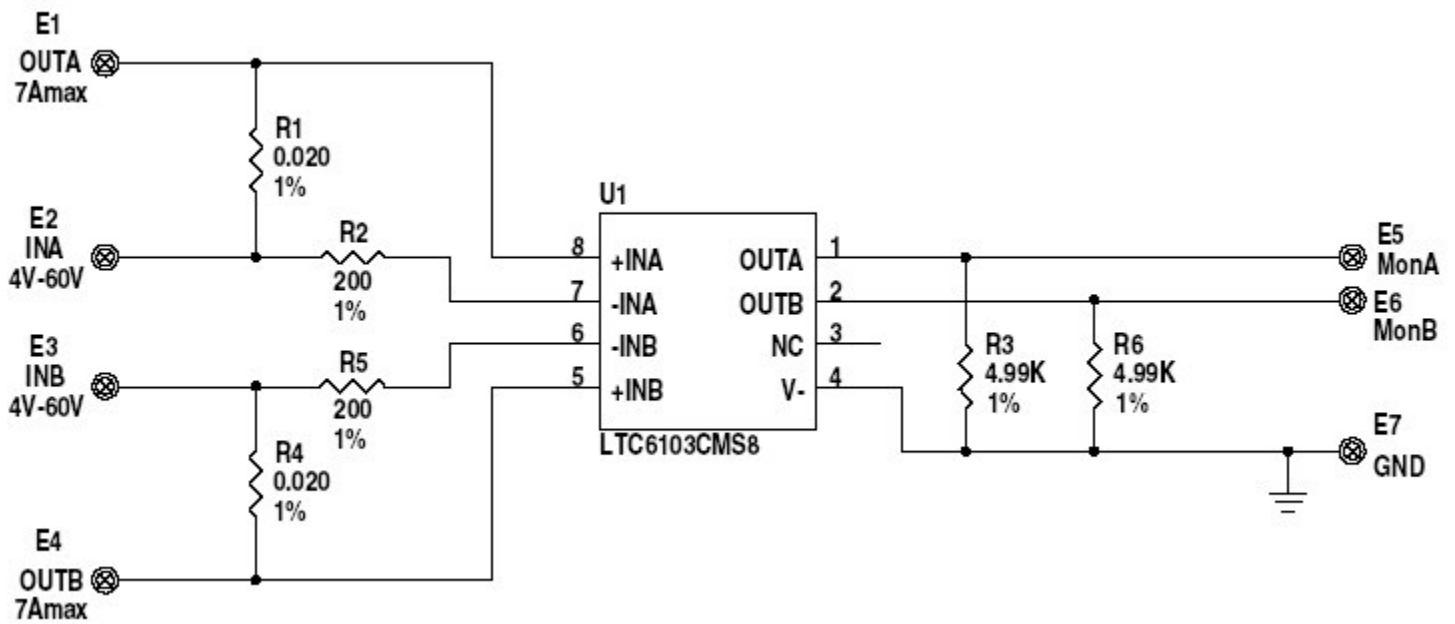 E1
OUTA
7Amax
R1
0.020
1%
E2
INA
4V-60V
R2
200
1%
E3
INB
4V-60V
R5
200
1%
R4
0.020
1%
E4
OUTB
7Amax
U1
8
+INA
7
-INA
6
-INB
5
+INB
OUTA
1
OUTB
2
NC
3
V-
4
LTC6103CMS8
R3
4.99K
1%
R6
4.99K
1%
E5
MonA
E6
MonB
E7
GND